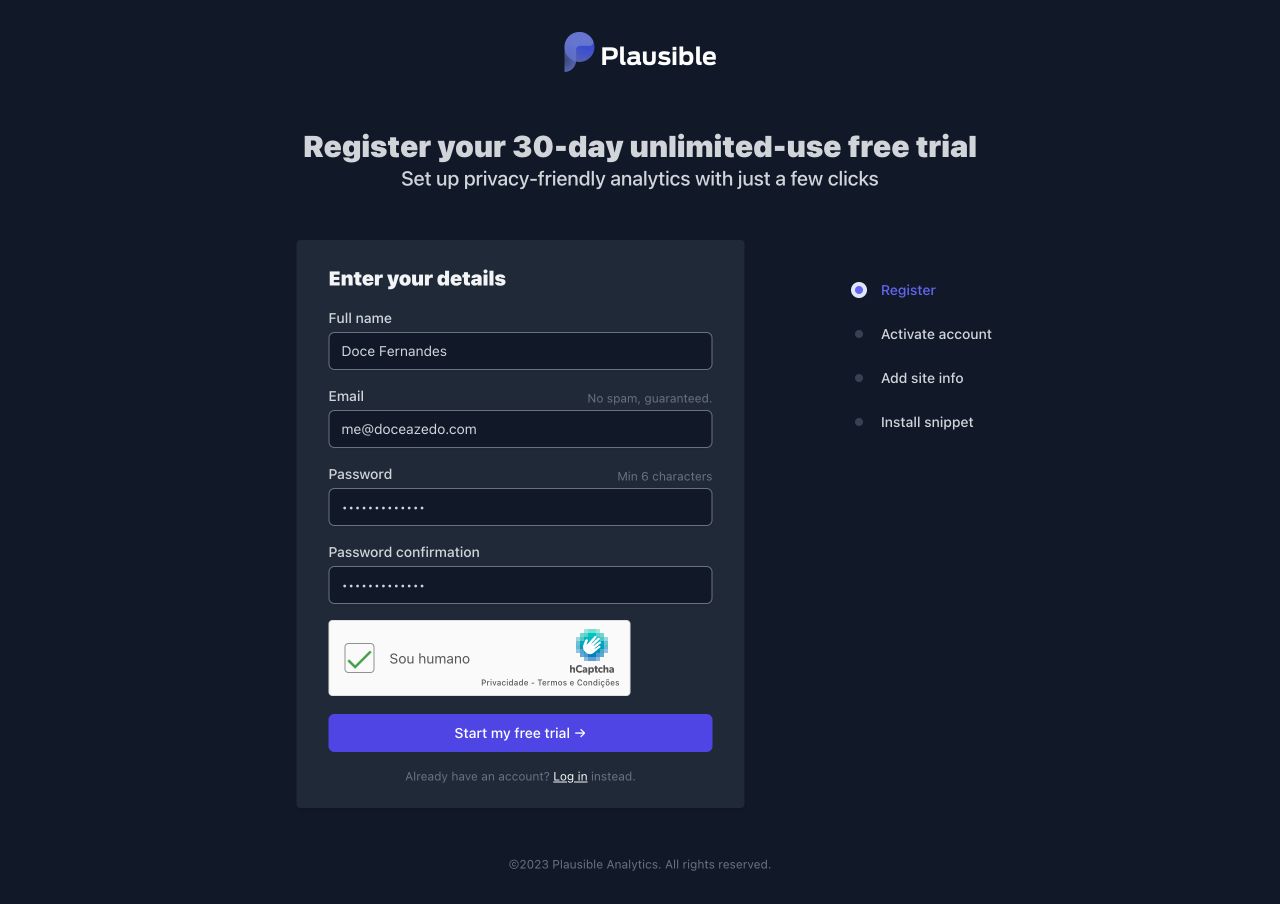 Plausible
Register your 30-day unlimited-use free trial
Set up privacy-friendly analytics with just a few clicks
Enter your details
Full name
Doce Fernandes
Email No spam, guaranteed.
me@doceazedo.com
Password Min 6 characters
•••••••••••••
Password confirmation
•••••••••••••
Sou humano
hCaptcha
Privacidade - Termos e Condições
Start my free trial →
Already have an account? Log in instead.
Register
Activate account
Add site info
Install snippet
©2023 Plausible Analytics. All rights reserved.